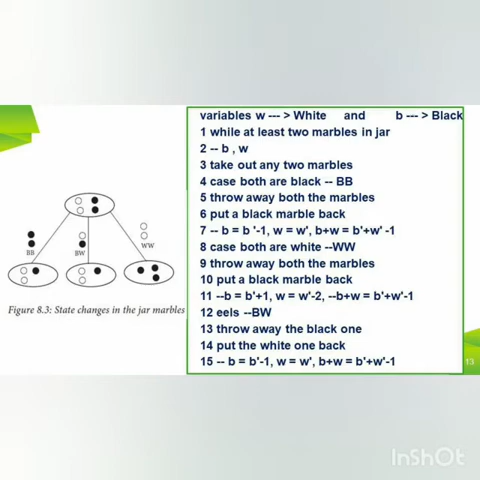 variables w --- > White and b --- > Black
1 while at least two marbles in jar
2 -- b , w
3 take out any two marbles
4 case both are black -- BB
5 throw away both the marbles
6 put a black marble back
7 -- b = b '-1, w = w', b+w = b'+w' -1
8 case both are white --WW
9 throw away both the marbles
10 put a black marble back
11 --b = b'+1, w = w'-2, --b+w = b'+w'-1
12 eels --BW
13 throw away the black one
14 put the white one back
15 -- b = b'-1, w = w', b+w = b'+w'-1
BB
BW
WW
Figure 8.3: State changes in the jar marbles
13
InShOt